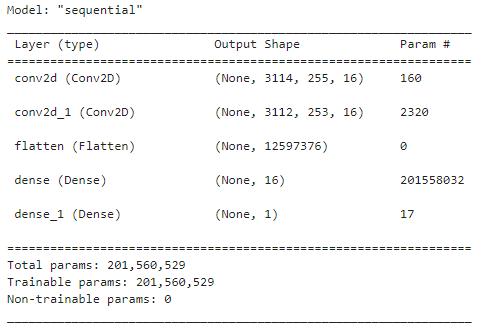 Model: "sequential"
_________________________________________________________________
Layer (type) Output Shape Param #
=================================================================
conv2d (Conv2D) (None, 3114, 255, 16) 160
conv2d_1 (Conv2D) (None, 3112, 253, 16) 2320
flatten (Flatten) (None, 12597376) 0
dense (Dense) (None, 16) 201558032
dense_1 (Dense) (None, 1) 17
=================================================================
Total params: 201,560,529
Trainable params: 201,560,529
Non-trainable params: 0
_________________________________________________________________